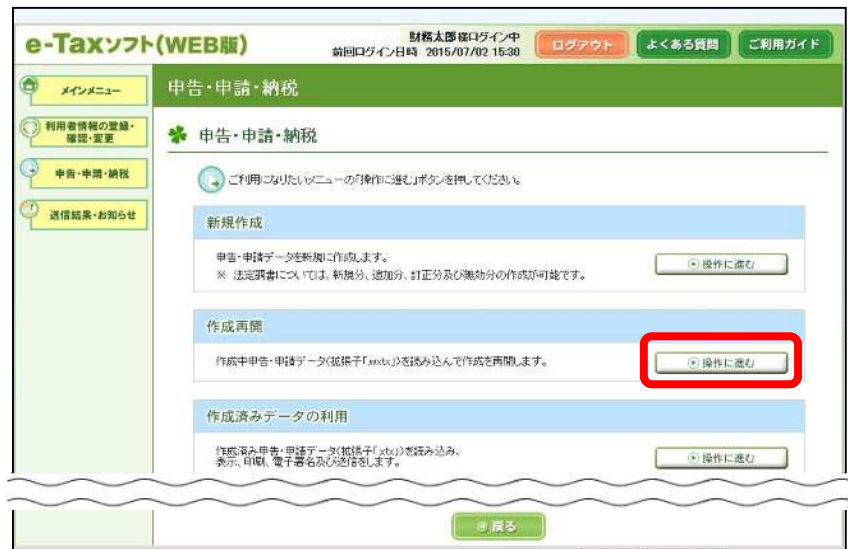 e-Taxソフト(WEB版)
財務太郎様ログイン中
前回ログイン日時 2015/07/02 15:30
ログアウト
よくある質問
ご利用ガイド
メインメニュー
利用者情報の登録・
確認・変更
申告・申請・納税
送信結果・お知らせ
申告・申請・納税
申告・申請・納税
ご利用になりたいメニューの「操作に進む」ボタンを押してください。
新規作成
申告・申請データを新規に作成します。
※ 法定調書については、新規分、追加分、訂正分及び無効分の作成が可能です。
操作に進む
作成再開
作成中申告・申請データ(拡張子「.wxtx」)を読み込んで作成を再開します。
操作に進む
作成済みデータの利用
作成済み申告・申請データ(拡張子「xtx」)を読み込み、
表示、印刷、電子署名及び送信をします。
操作に進む
戻る